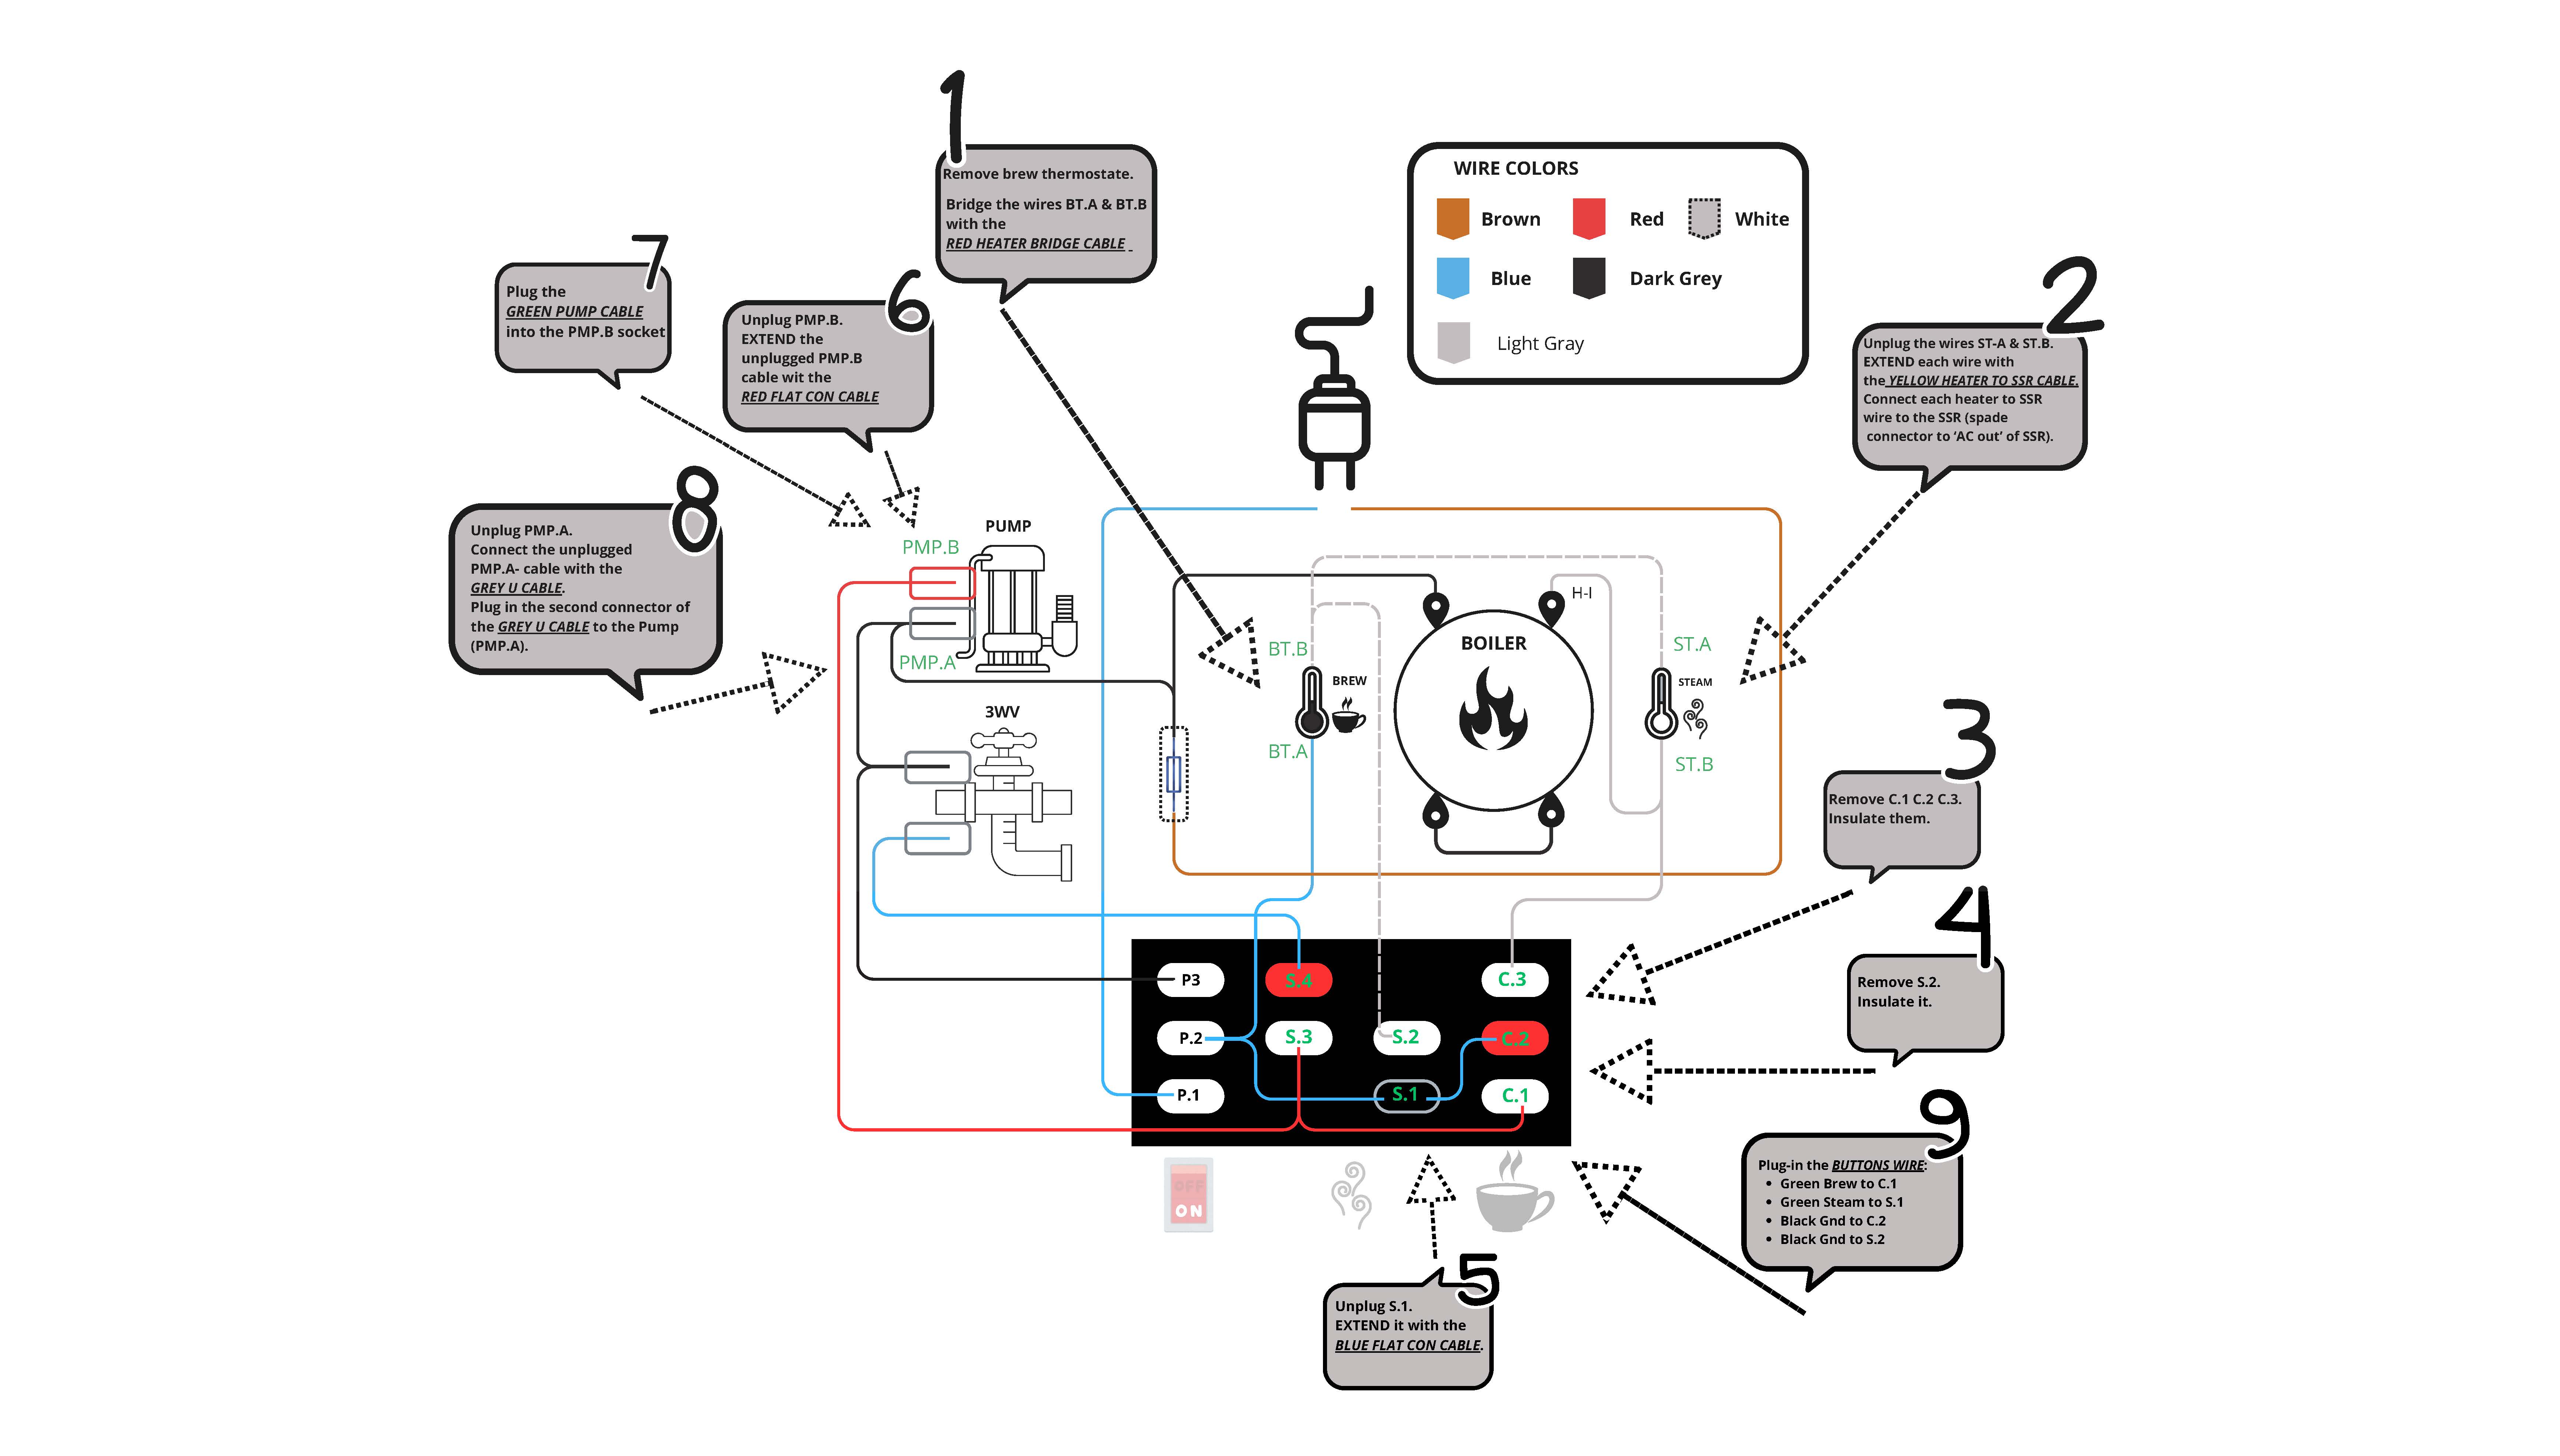 1
Remove brew thermostate.
Bridge the wires BT.A & BT.B
with the
RED HEATER BRIDGE CABLE _
WIRE COLORS
Brown
Red
White
Blue
Dark Grey
Light Gray
2
Unplug the wires ST-A & ST.B.
EXTEND each wire with
the YELLOW HEATER TO SSR CABLE.
Connect each heater to SSR
wire to the SSR (spade
connector to ‘AC out’ of SSR).
7
Plug the
GREEN PUMP CABLE
into the PMP.B socket
6
Unplug PMP.B.
EXTEND the
unplugged PMP.B
cable wit the
RED FLAT CON CABLE
8
Unplug PMP.A.
Connect the unplugged
PMP.A- cable with the
GREY U CABLE.
Plug in the second connector of
the GREY U CABLE to the Pump
(PMP.A).
PUMP
PMP.B
PMP.A
3WV
H-I
BOILER
BT.B
BREW
BT.A
ST.A
STEAM
ST.B
3
Remove C.1 C.2 C.3.
Insulate them.
4
Remove S.2.
Insulate it.
P3
S.4
C.3
P.2
S.3
S.2
C.2
P.1
S.1
C.1
OFF
ON
9
Plug-in the BUTTONS WIRE:
• Green Brew to C.1
• Green Steam to S.1
• Black Gnd to C.2
• Black Gnd to S.2
5
Unplug S.1.
EXTEND it with the
BLUE FLAT CON CABLE.